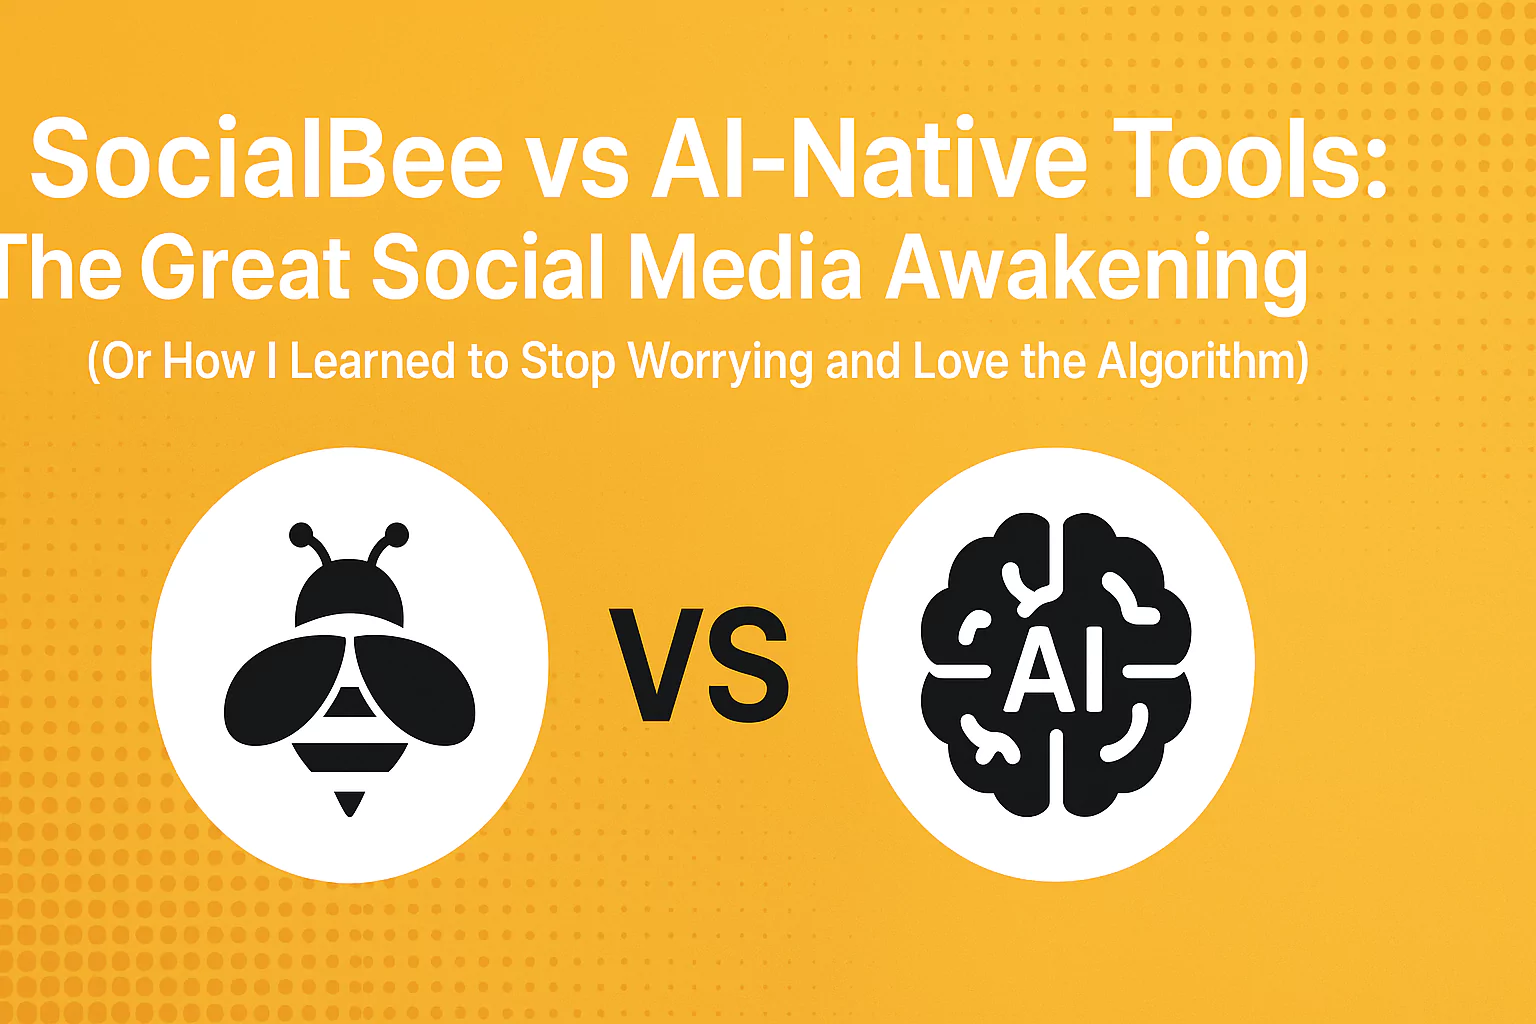 SocialBee vs AI-Native Tools:
The Great Social Media Awakening
(Or How I Learned to Stop Worrying and Love the Algorithm)
VS
AI